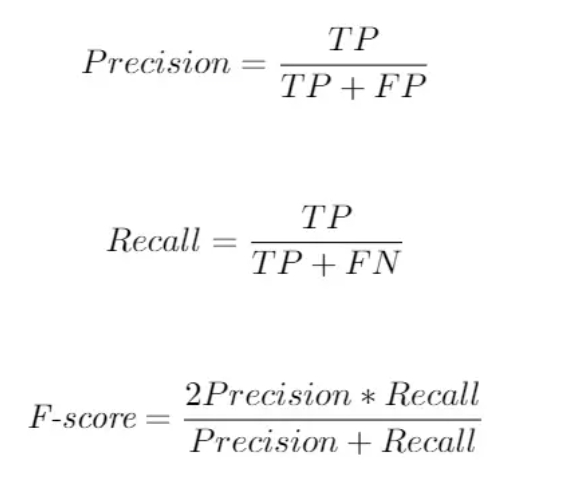 Precision = TP / TP + FP
Recall = TP / TP + FN
F-score = 2Precision * Recall / Precision + Recall